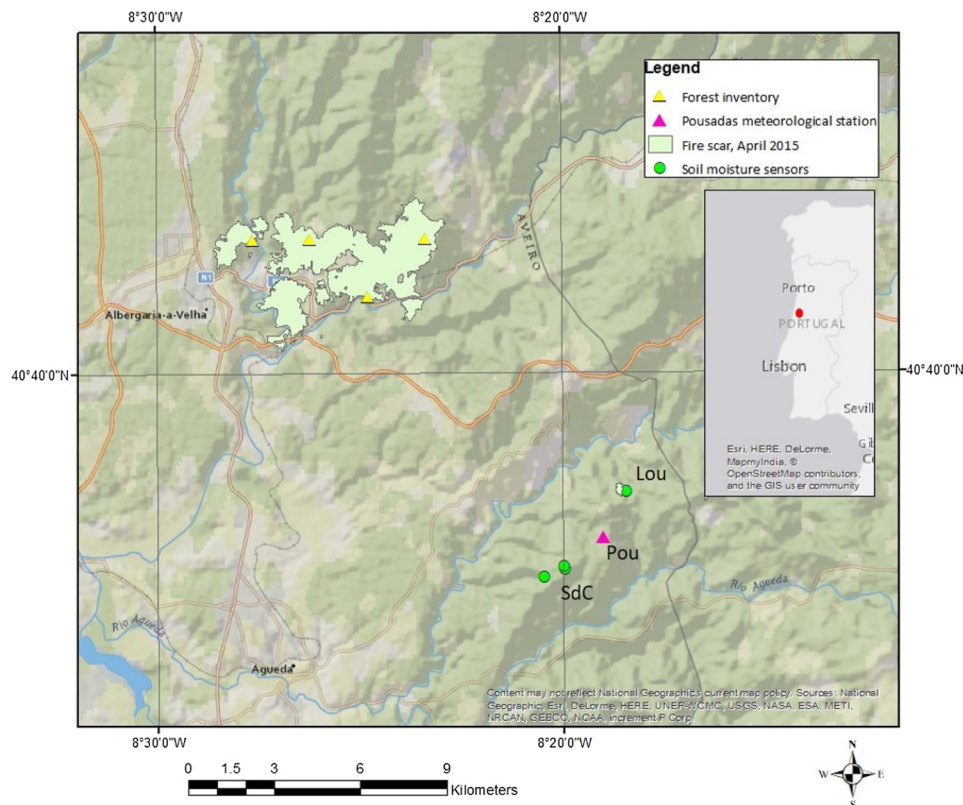 8°30'0"W 8°20'0"W
Legend
Forest inventory
Pousadas meteorological station
Fire scar, April 2015
Soil moisture sensors
AVEIRO
N1
Albergaria-a-Velha
Porto
PORTUGAL
Lisbon
Sevill
Gib
Co
Esri, HERE, DeLorme,
MapmyIndia, ©
OpenStreetMap contributors,
and the GIS user community
40°40'0"N 40°40'0"N
Lou
Pou
SdC
Rio Agueda
Rio Agueda
Agueda
Content may not reflect National Geographic's current map policy. Sources: National
Geographic, Esri, DeLorme, HERE, UNEP-WCMC, USGS, NASA, ESA, METI,
NRCAN, GEBCO, NOAA, increment P Corp.
8°30'0"W 8°20'0"W
0 1.5 3 6 9
Kilometers
N
W E
S